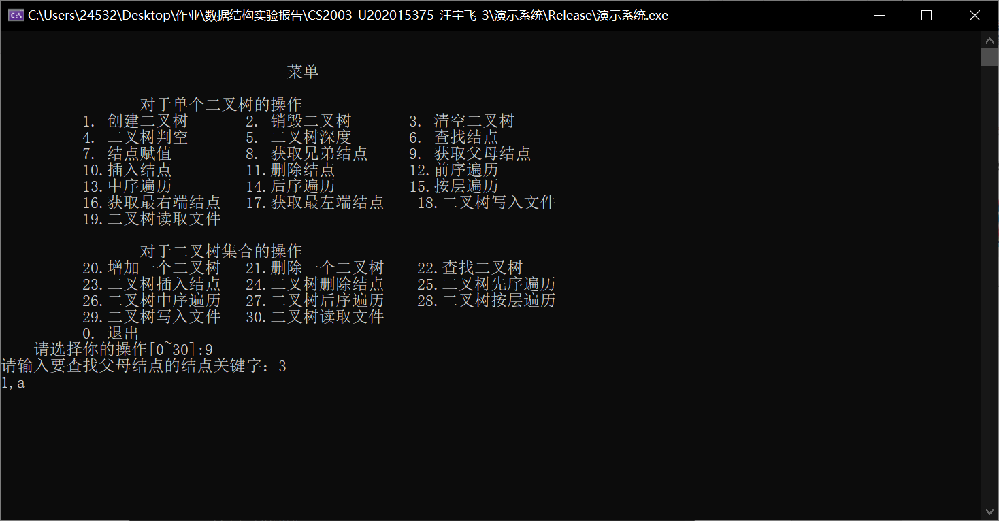 C:\Users\24532\Desktop\作业\数据结构实验报告\CS2003-U202015375-汪宇飞-3\演示系统\Release\演示系统.exe
菜单
-------------------------------------------------------------
对于单个二叉树的操作
1. 创建二叉树 2. 销毁二叉树 3. 清空二叉树
4. 二叉树判空 5. 二叉树深度 6. 查找结点
7. 结点赋值 8. 获取兄弟结点 9. 获取父母结点
10.插入结点 11.删除结点 12.前序遍历
13.中序遍历 14.后序遍历 15.按层遍历
16.获取最右端结点 17.获取最左端结点 18.二叉树写入文件
19.二叉树读取文件
-------------------------------------------------
对于二叉树集合的操作
20.增加一个二叉树 21.删除一个二叉树 22.查找二叉树
23.二叉树插入结点 24.二叉树删除结点 25.二叉树先序遍历
26.二叉树中序遍历 27.二叉树后序遍历 28.二叉树按层遍历
29.二叉树写入文件 30.二叉树读取文件
0. 退出
请选择你的操作[0~30]:9
请输入要查找父母结点的结点关键字：3
1,a